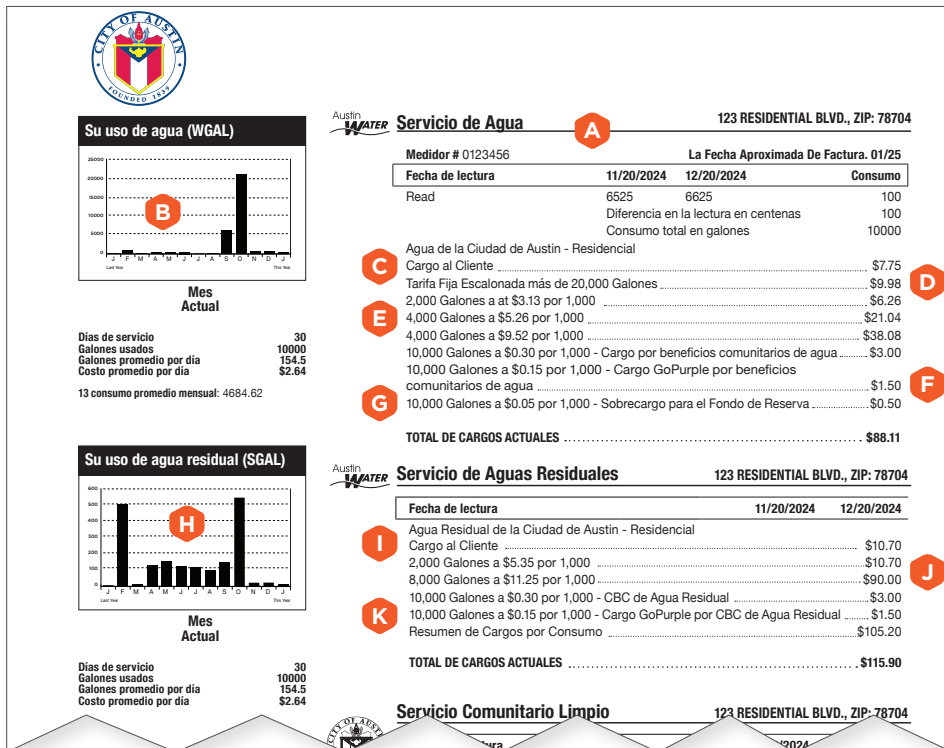 CITY OF AUSTIN
FOUNDED 1839
Su uso de agua (WGAL)
25000
20000
15000
10000
5000
0
J F M A M J J A S O N D J
Last Year This Year
B
Mes
Actual
Días de servicio 30
Galones usados 10000
Galones promedio por día 154.5
Costo promedio por día $2.64
13 consumo promedio mensual: 4684.62
Austin WATER Servicio de Agua A 123 RESIDENTIAL BLVD., ZIP: 78704
Medidor # 0123456 La Fecha Aproximada De Factura. 01/25
Fecha de lectura 11/20/2024 12/20/2024 Consumo
Read 6525 6625 100
Diferencia en la lectura en centenas 100
Consumo total en galones 10000
Agua de la Ciudad de Austin - Residencial
C Cargo al Cliente $7.75
Tarifa Fija Escalonada más de 20,000 Galones $9.98 D
2,000 Galones a at $3.13 por 1,000 $6.26
E 4,000 Galones a $5.26 por 1,000 $21.04
4,000 Galones a $9.52 por 1,000 $38.08
10,000 Galones a $0.30 por 1,000 - Cargo por beneficios comunitarios de agua $3.00
10,000 Galones a $0.15 por 1,000 - Cargo GoPurple por beneficios
comunitarios de agua $1.50 F
G 10,000 Galones a $0.05 por 1,000 - Sobrecargo para el Fondo de Reserva $0.50
TOTAL DE CARGOS ACTUALES $88.11
Su uso de agua residual (SGAL)
600
500
400
300
200
100
0
J F M A M J J A S O N D J
Last Year This Year
H
Mes
Actual
Días de servicio 30
Galones usados 10000
Galones promedio por día 154.5
Costo promedio por día $2.64
Austin WATER Servicio de Aguas Residuales 123 RESIDENTIAL BLVD., ZIP: 78704
Fecha de lectura 11/20/2024 12/20/2024
Agua Residual de la Ciudad de Austin - Residencial
I Cargo al Cliente $10.70
2,000 Galones a $5.35 por 1,000 $10.70
8,000 Galones a $11.25 por 1,000 $90.00 J
10,000 Galones a $0.30 por 1,000 - CBC de Agua Residual $3.00
K 10,000 Galones a $0.15 por 1,000 - Cargo GoPurple por CBC de Agua Residual $1.50
Resumen de Cargos por Consumo $105.20
TOTAL DE CARGOS ACTUALES $115.90
CITY OF AUSTIN
Servicio Comunitario Limpio 123 RESIDENTIAL BLVD., ZIP: 78704